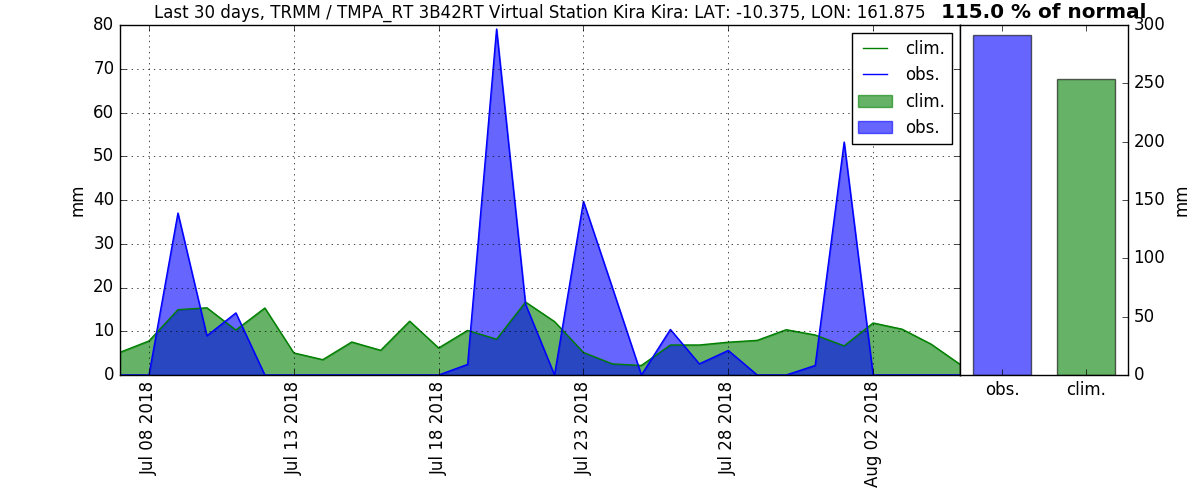 Last 30 days, TRMM / TMPA_RT 3B42RT Virtual Station Kira Kira: LAT: -10.375, LON: 161.875
115.0 % of normal
80
70
60
50
40
30
20
10
0
mm
clim.
obs.
clim.
obs.
Jul 08 2018
Jul 13 2018
Jul 18 2018
Jul 23 2018
Jul 28 2018
Aug 02 2018
300
250
200
150
100
50
0
mm
obs.
clim.